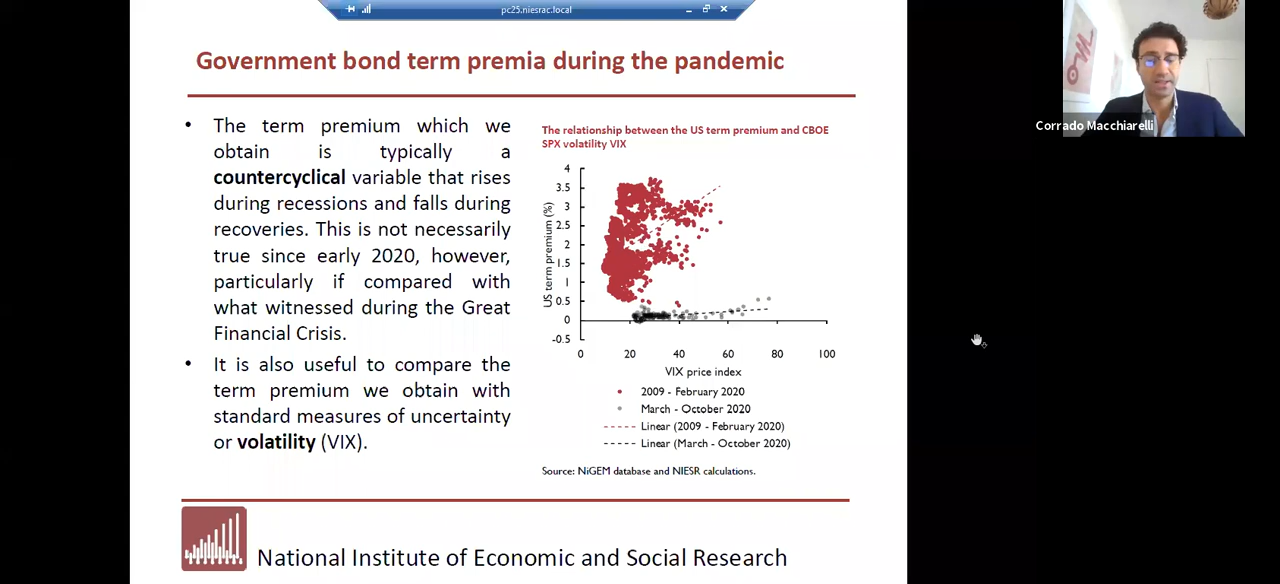 pc25.niesrac.local
Government bond term premia during the pandemic
• The term premium which we
obtain is typically a
countercyclical variable that rises
during recessions and falls during
recoveries. This is not necessarily
true since early 2020, however,
particularly if compared with
what witnessed during the Great
Financial Crisis.
• It is also useful to compare the
term premium we obtain with
standard measures of uncertainty
or volatility (VIX).
The relationship between the US term premium and CBOE
SPX volatility VIX
US term premium (%)
4
3.5
3
2.5
2
1.5
1
0.5
0
-0.5
0 20 40 60 80 100
VIX price index
2009 - February 2020
March - October 2020
Linear (2009 - February 2020)
Linear (March - October 2020)
Source: NiGEM database and NIESR calculations.
National Institute of Economic and Social Research
Corrado Macchiarelli